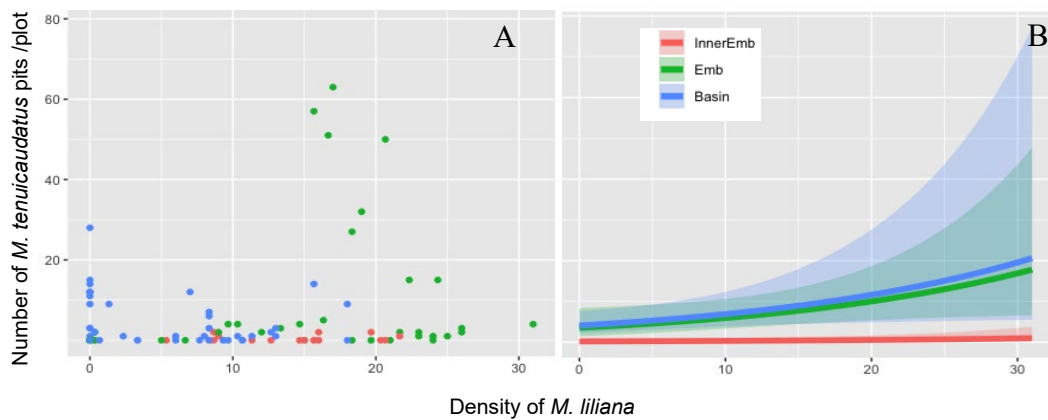 Number of M. tenuicaudatus pits /plot
80
60
40
20
0
10
20
30
A
InnerEmb
Emb
Basin
B
0
10
20
30
Density of M. liliana